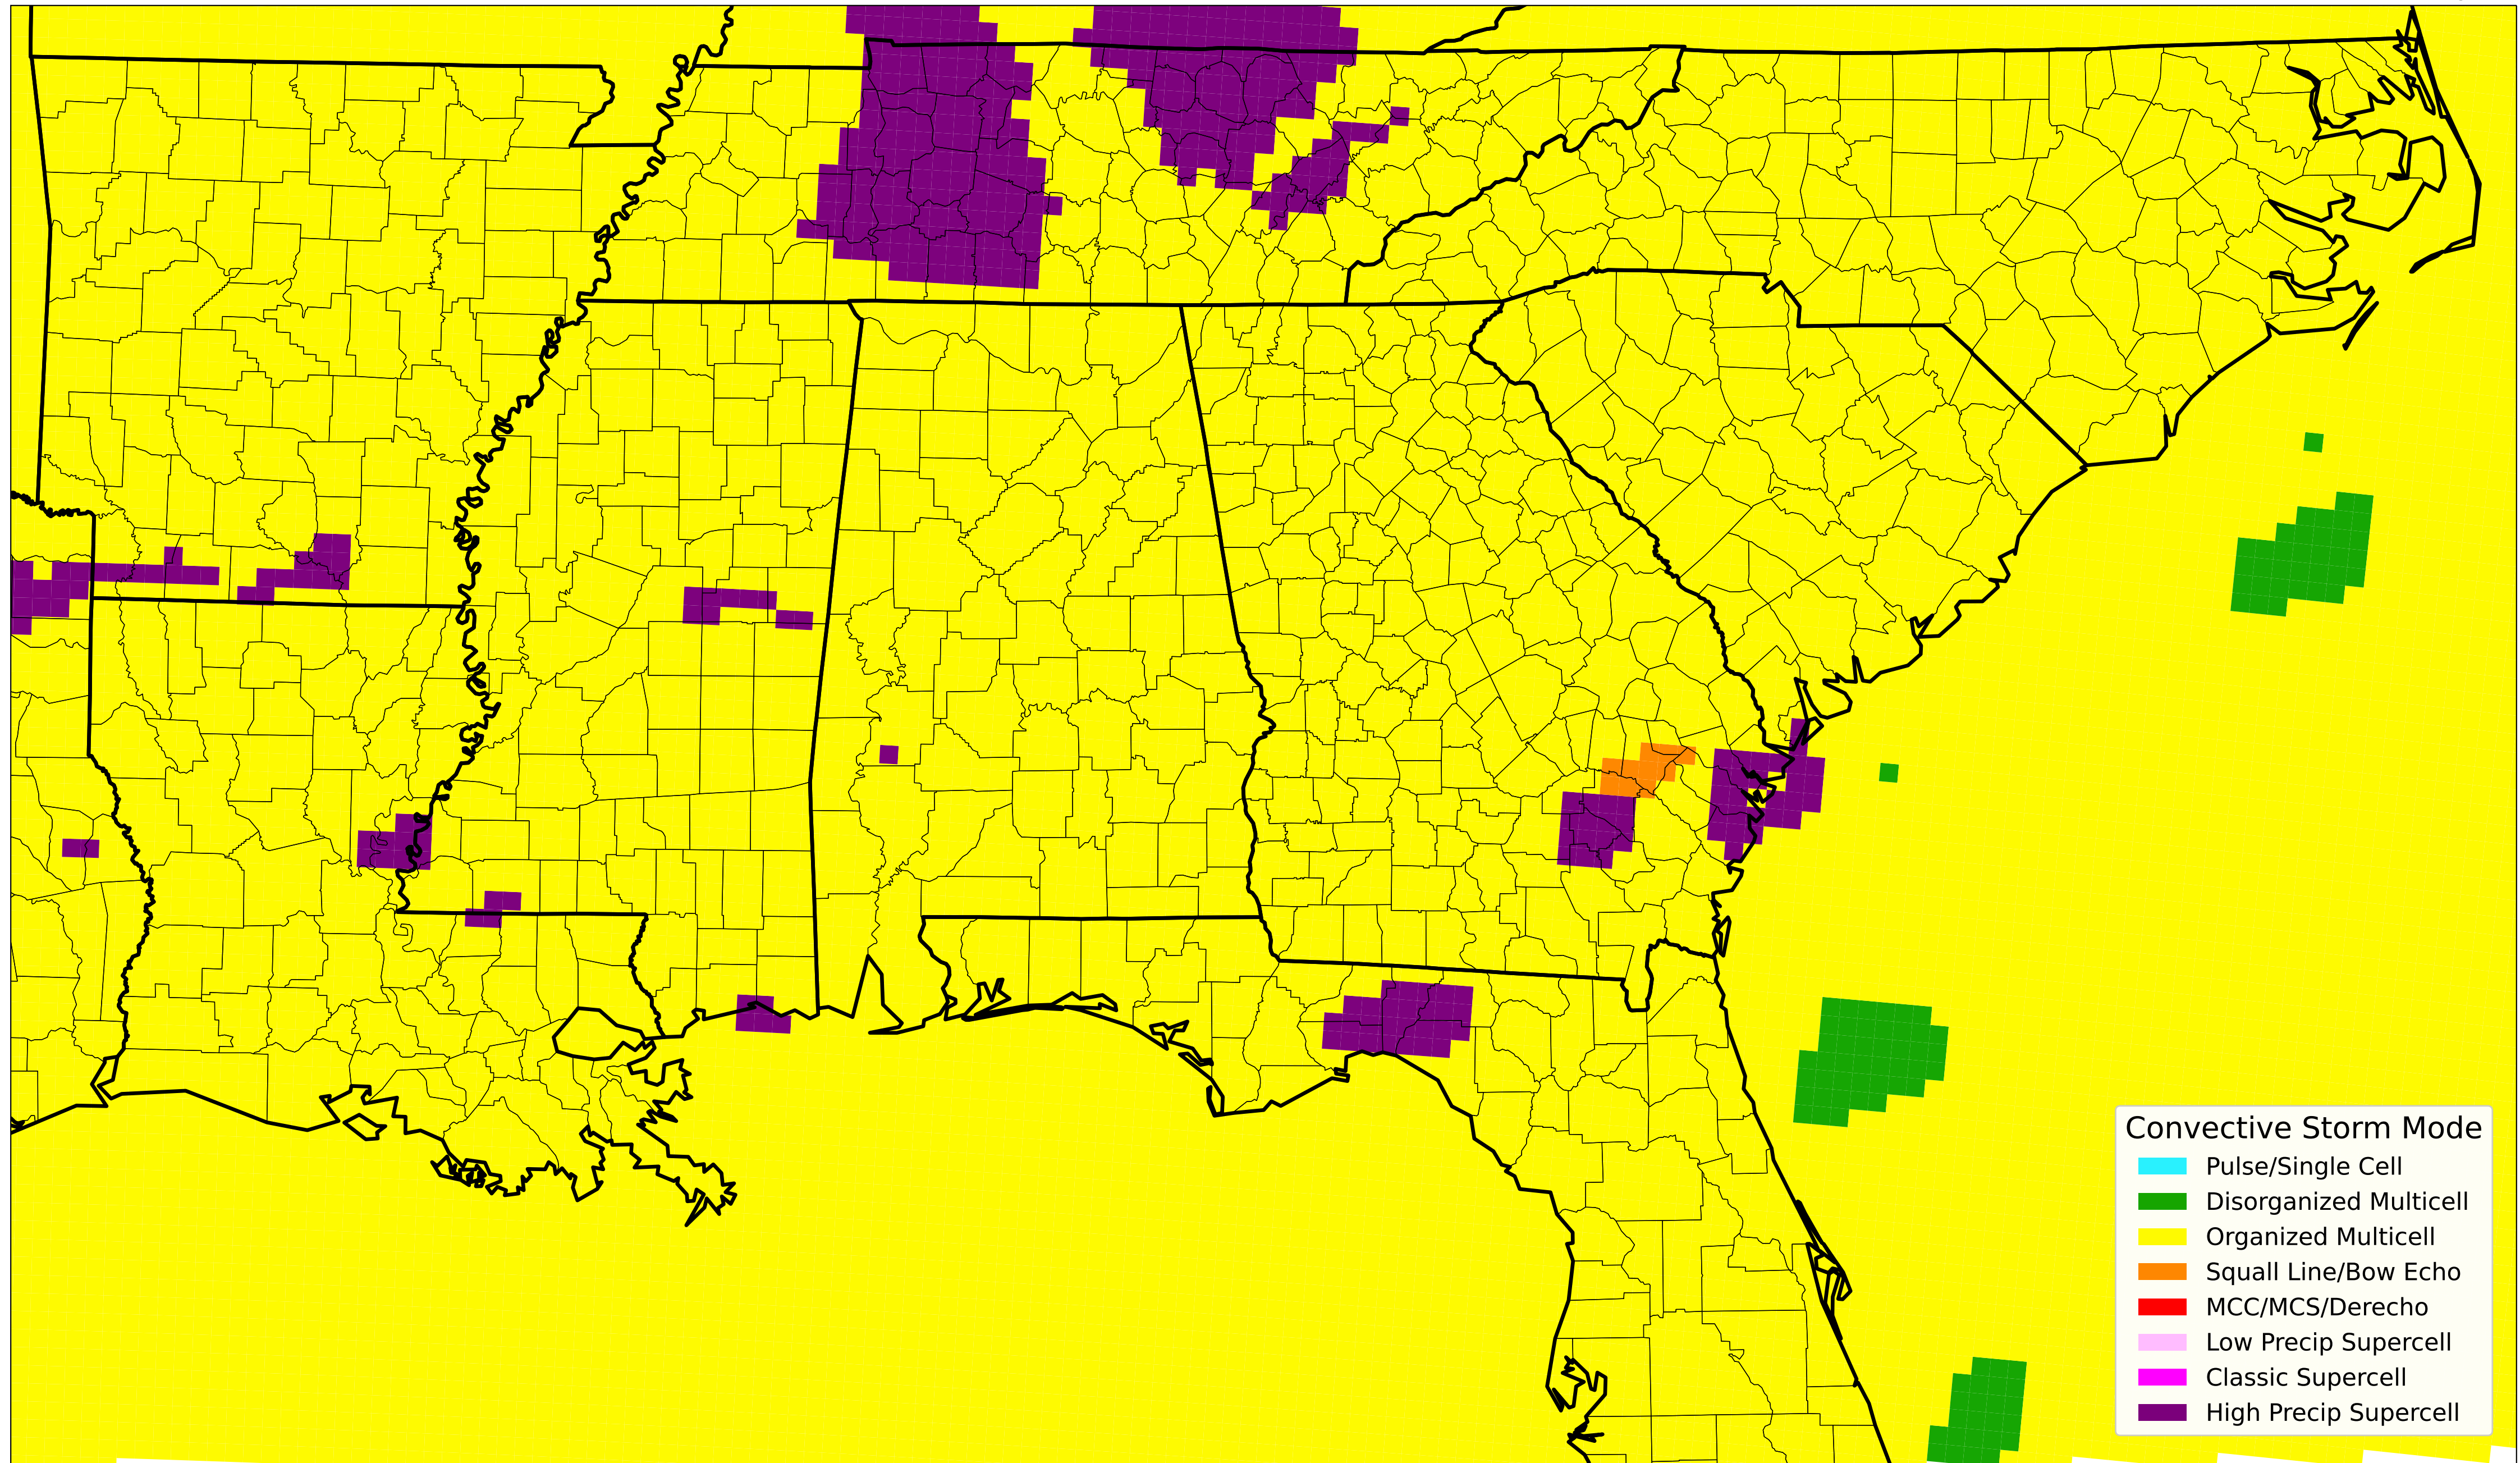 Convective Storm Mode
Pulse/Single Cell
Disorganized Multicell
Organized Multicell
Squall Line/Bow Echo
MCC/MCS/Derecho
Low Precip Supercell
Classic Supercell
High Precip Supercell